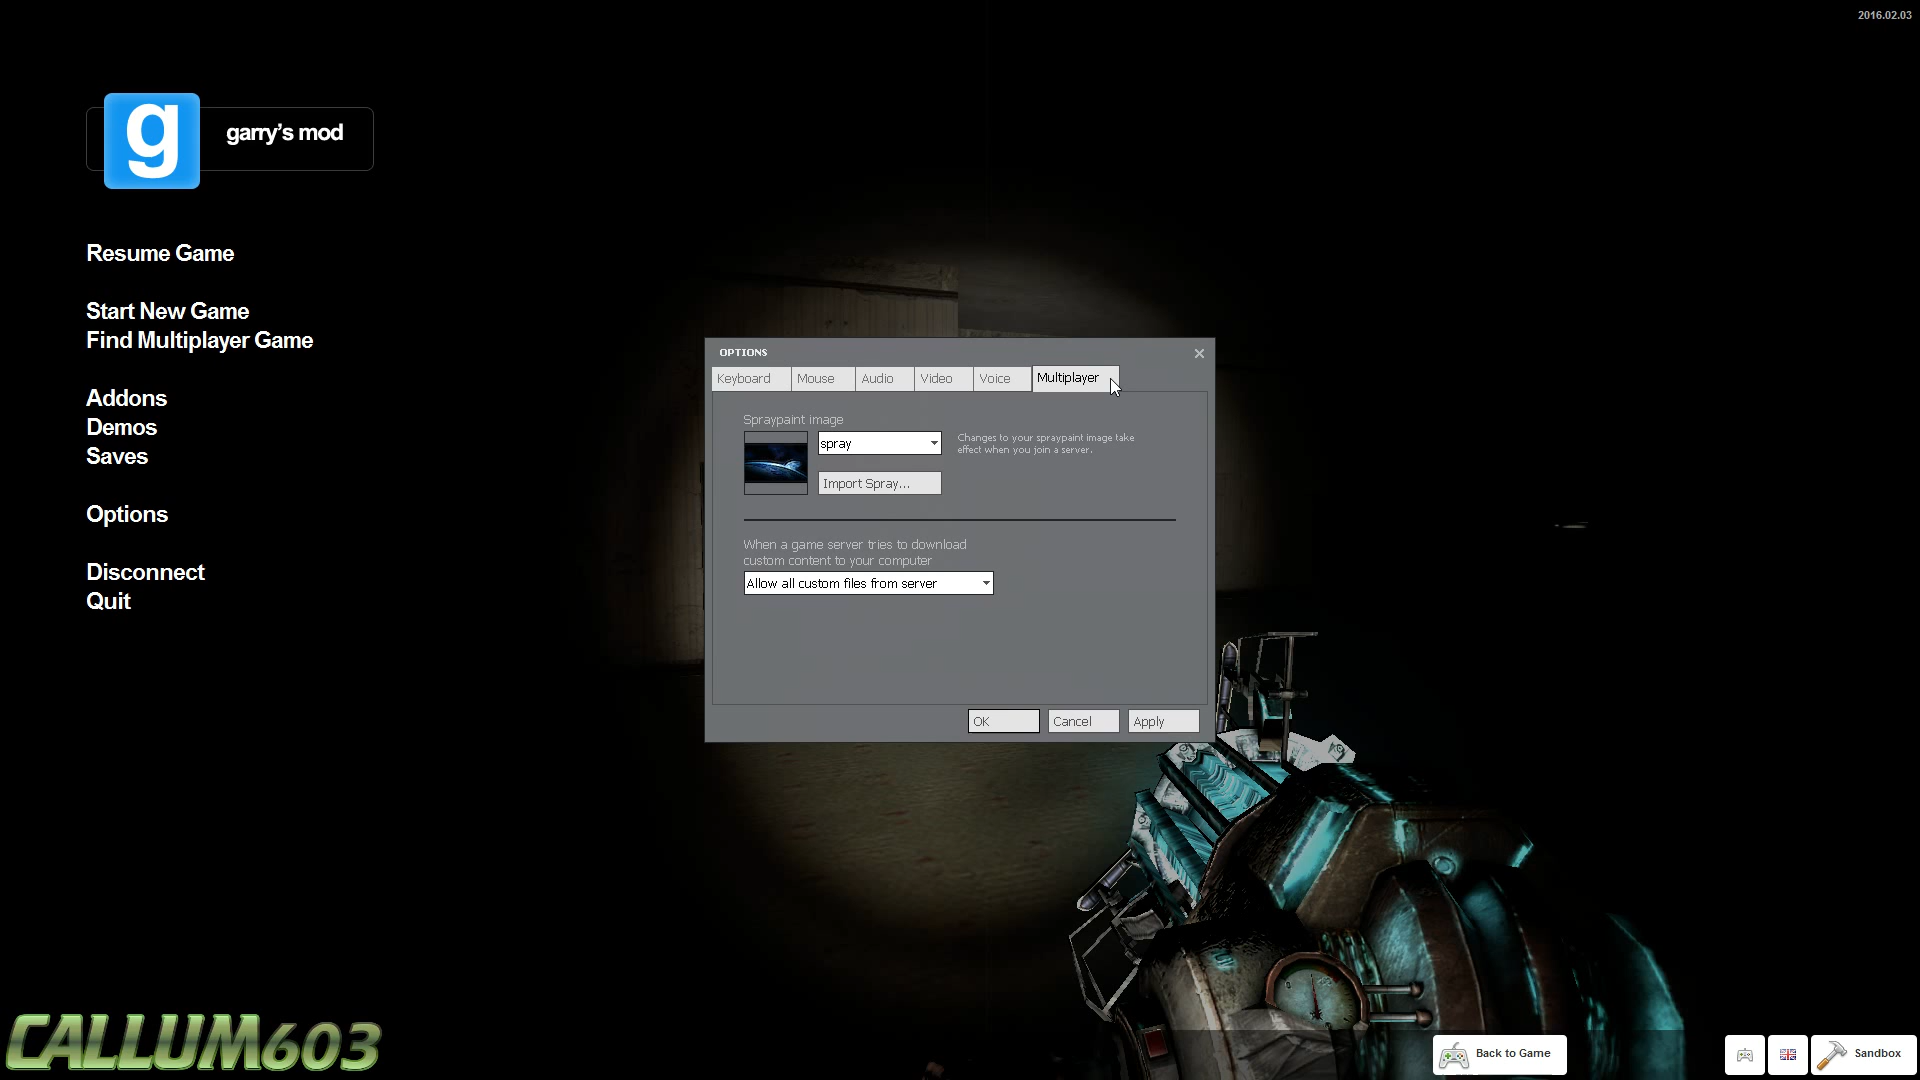 2016.02.03
g
garry's mod
Resume Game
Start New Game
Find Multiplayer Game
Addons
Demos
Saves
Options
Disconnect
Quit
OPTIONS
Keyboard Mouse Audio Video Voice Multiplayer
Spraypaint image
spray
Changes to your spraypaint image take
effect when you join a server.
Import Spray...
When a game server tries to download
custom content to your computer
Allow all custom files from server
OK Cancel Apply
CALLUM603
Back to Game
Sandbox